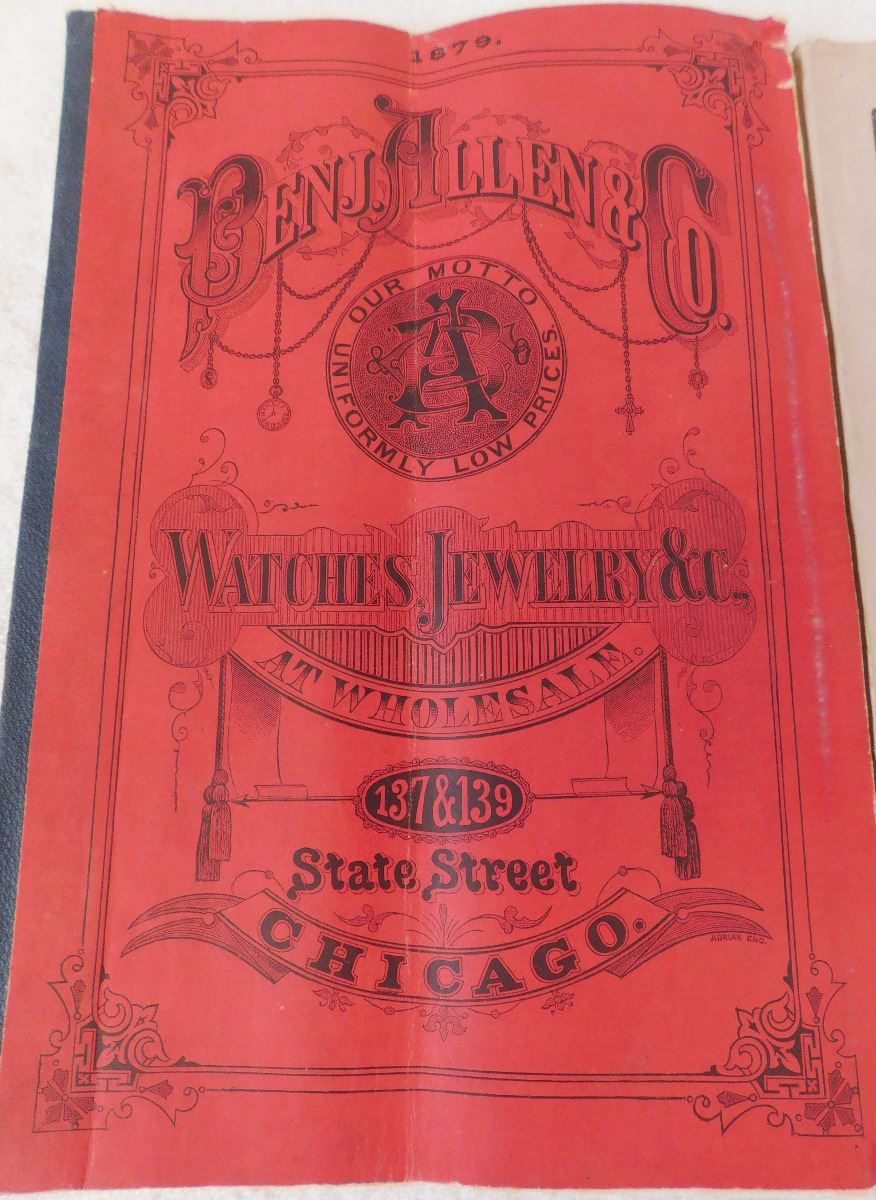 1879.
BENJ. ALLEN & CO.
OUR MOTTO
UNIFORMLY LOW PRICES.
WATCHES, JEWELRY & C.,
AT WHOLESALE.
137 & 139
State Street
CHICAGO.
ADRIAN ENG.